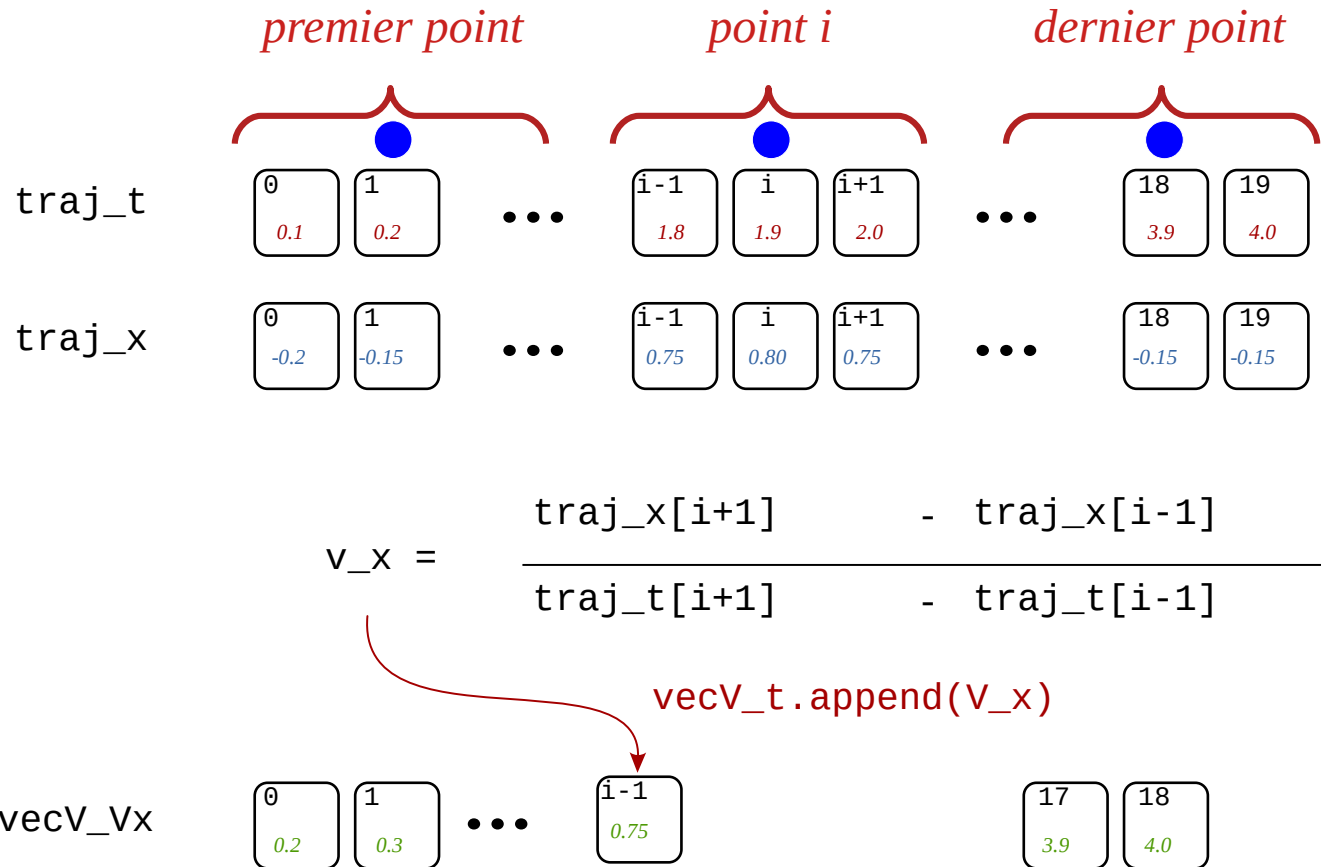 premier point point i dernier point
traj_t 0 1 ... i-1 i i+1 ... 18 19
0.1 0.2 1.8 1.9 2.0 3.9 4.0
traj_x 0 1 ... i-1 i i+1 ... 18 19
-0.2 -0.15 0.75 0.80 0.75 -0.15 -0.15
traj_x[i+1] - traj_x[i-1]
v_x =
traj_t[i+1] - traj_t[i-1]
vecV_t.append(V_x)
vecV_Vx 0 1 ... i-1 17 18
0.2 0.3 0.75 3.9 4.0